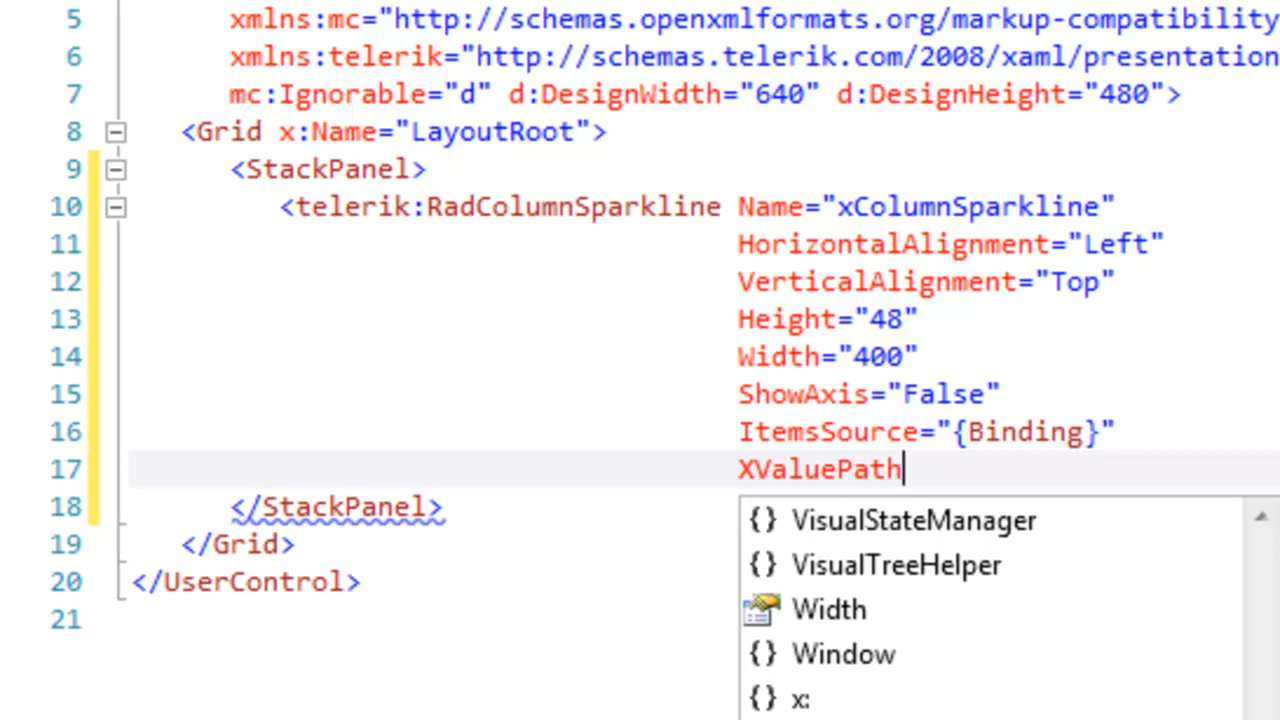 5 xmlns:mc="http://schemas.openxmlformats.org/markup-compatibility
6 xmlns:telerik="http://schemas.telerik.com/2008/xaml/presentation
7 mc:Ignorable="d" d:DesignWidth="640" d:DesignHeight="480">
8 <Grid x:Name="LayoutRoot">
9 <StackPanel>
10 <telerik:RadColumnSparkline Name="xColumnSparkline"
11 HorizontalAlignment="Left"
12 VerticalAlignment="Top"
13 Height="48"
14 Width="400"
15 ShowAxis="False"
16 ItemsSource="{Binding}"
17 XValuePath
18 </StackPanel>
19 </Grid>
20 </UserControl>
21
{} VisualStateManager
{} VisualTreeHelper
Width
{} Window
{} x: